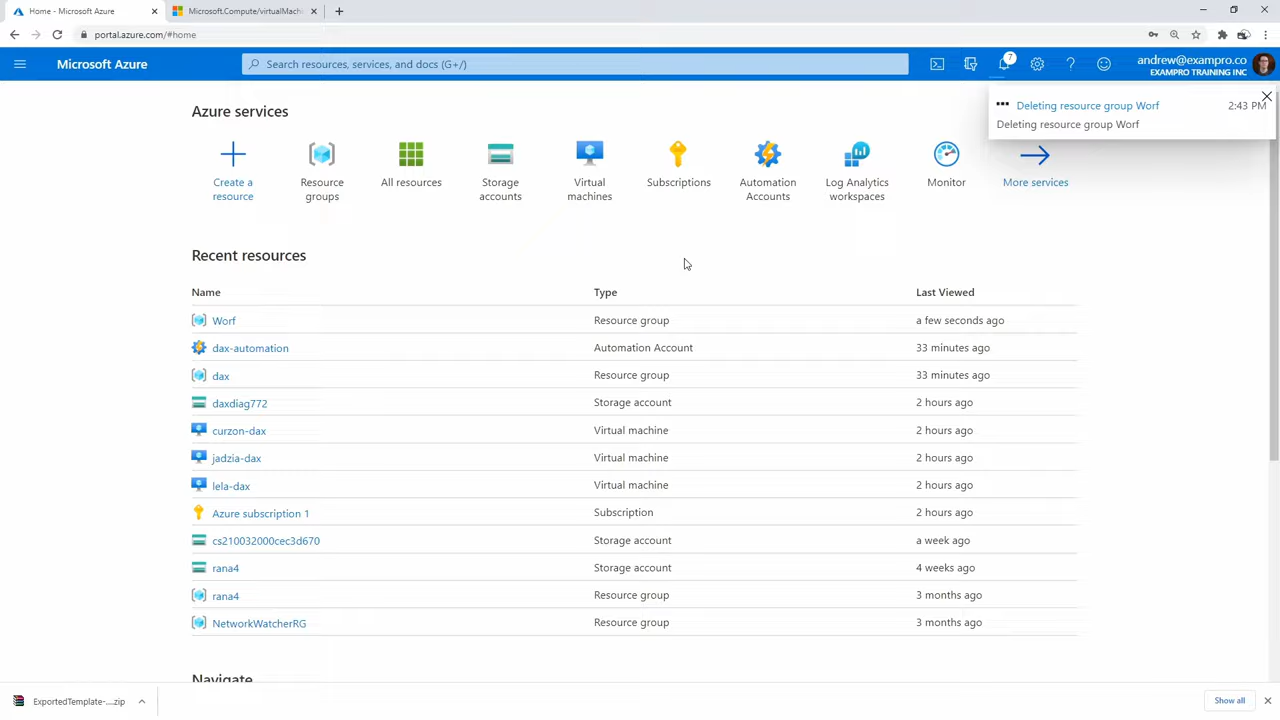 Home - Microsoft Azure
Microsoft.Compute/virtualMachi
portal.azure.com/#home
Microsoft Azure
Search resources, services, and docs (G+/)
7
andrew@exampro.co
EXAMPRO TRAINING INC
Azure services
Deleting resource group Worf
2:43 PM
Deleting resource group Worf
Create a
resource
Resource
groups
All resources
Storage
accounts
Virtual
machines
Subscriptions
Automation
Accounts
Log Analytics
workspaces
Monitor
More services
Recent resources
Name Type Last Viewed
Worf Resource group a few seconds ago
dax-automation Automation Account 33 minutes ago
dax Resource group 33 minutes ago
daxdiag772 Storage account 2 hours ago
curzon-dax Virtual machine 2 hours ago
jadzia-dax Virtual machine 2 hours ago
lela-dax Virtual machine 2 hours ago
Azure subscription 1 Subscription 2 hours ago
cs210032000cec3d670 Storage account a week ago
rana4 Storage account 4 weeks ago
rana4 Resource group 3 months ago
NetworkWatcherRG Resource group 3 months ago
Navigate
ExportedTemplate-....zip
Show all